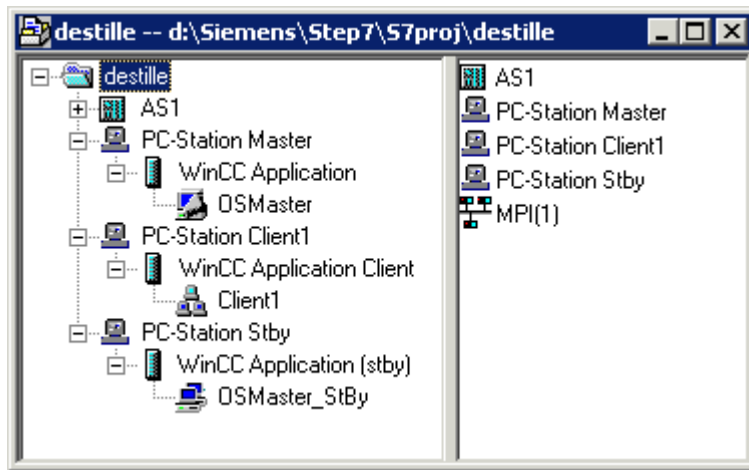 destille -- d:\Siemens\Step7\S7proj\destille
destille
AS1
PC-Station Master
WinCC Application
OSMaster
PC-Station Client1
WinCC Application Client
Client1
PC-Station Stby
WinCC Application (stby)
OSMaster_StBy
AS1
PC-Station Master
PC-Station Client1
PC-Station Stby
MPI(1)